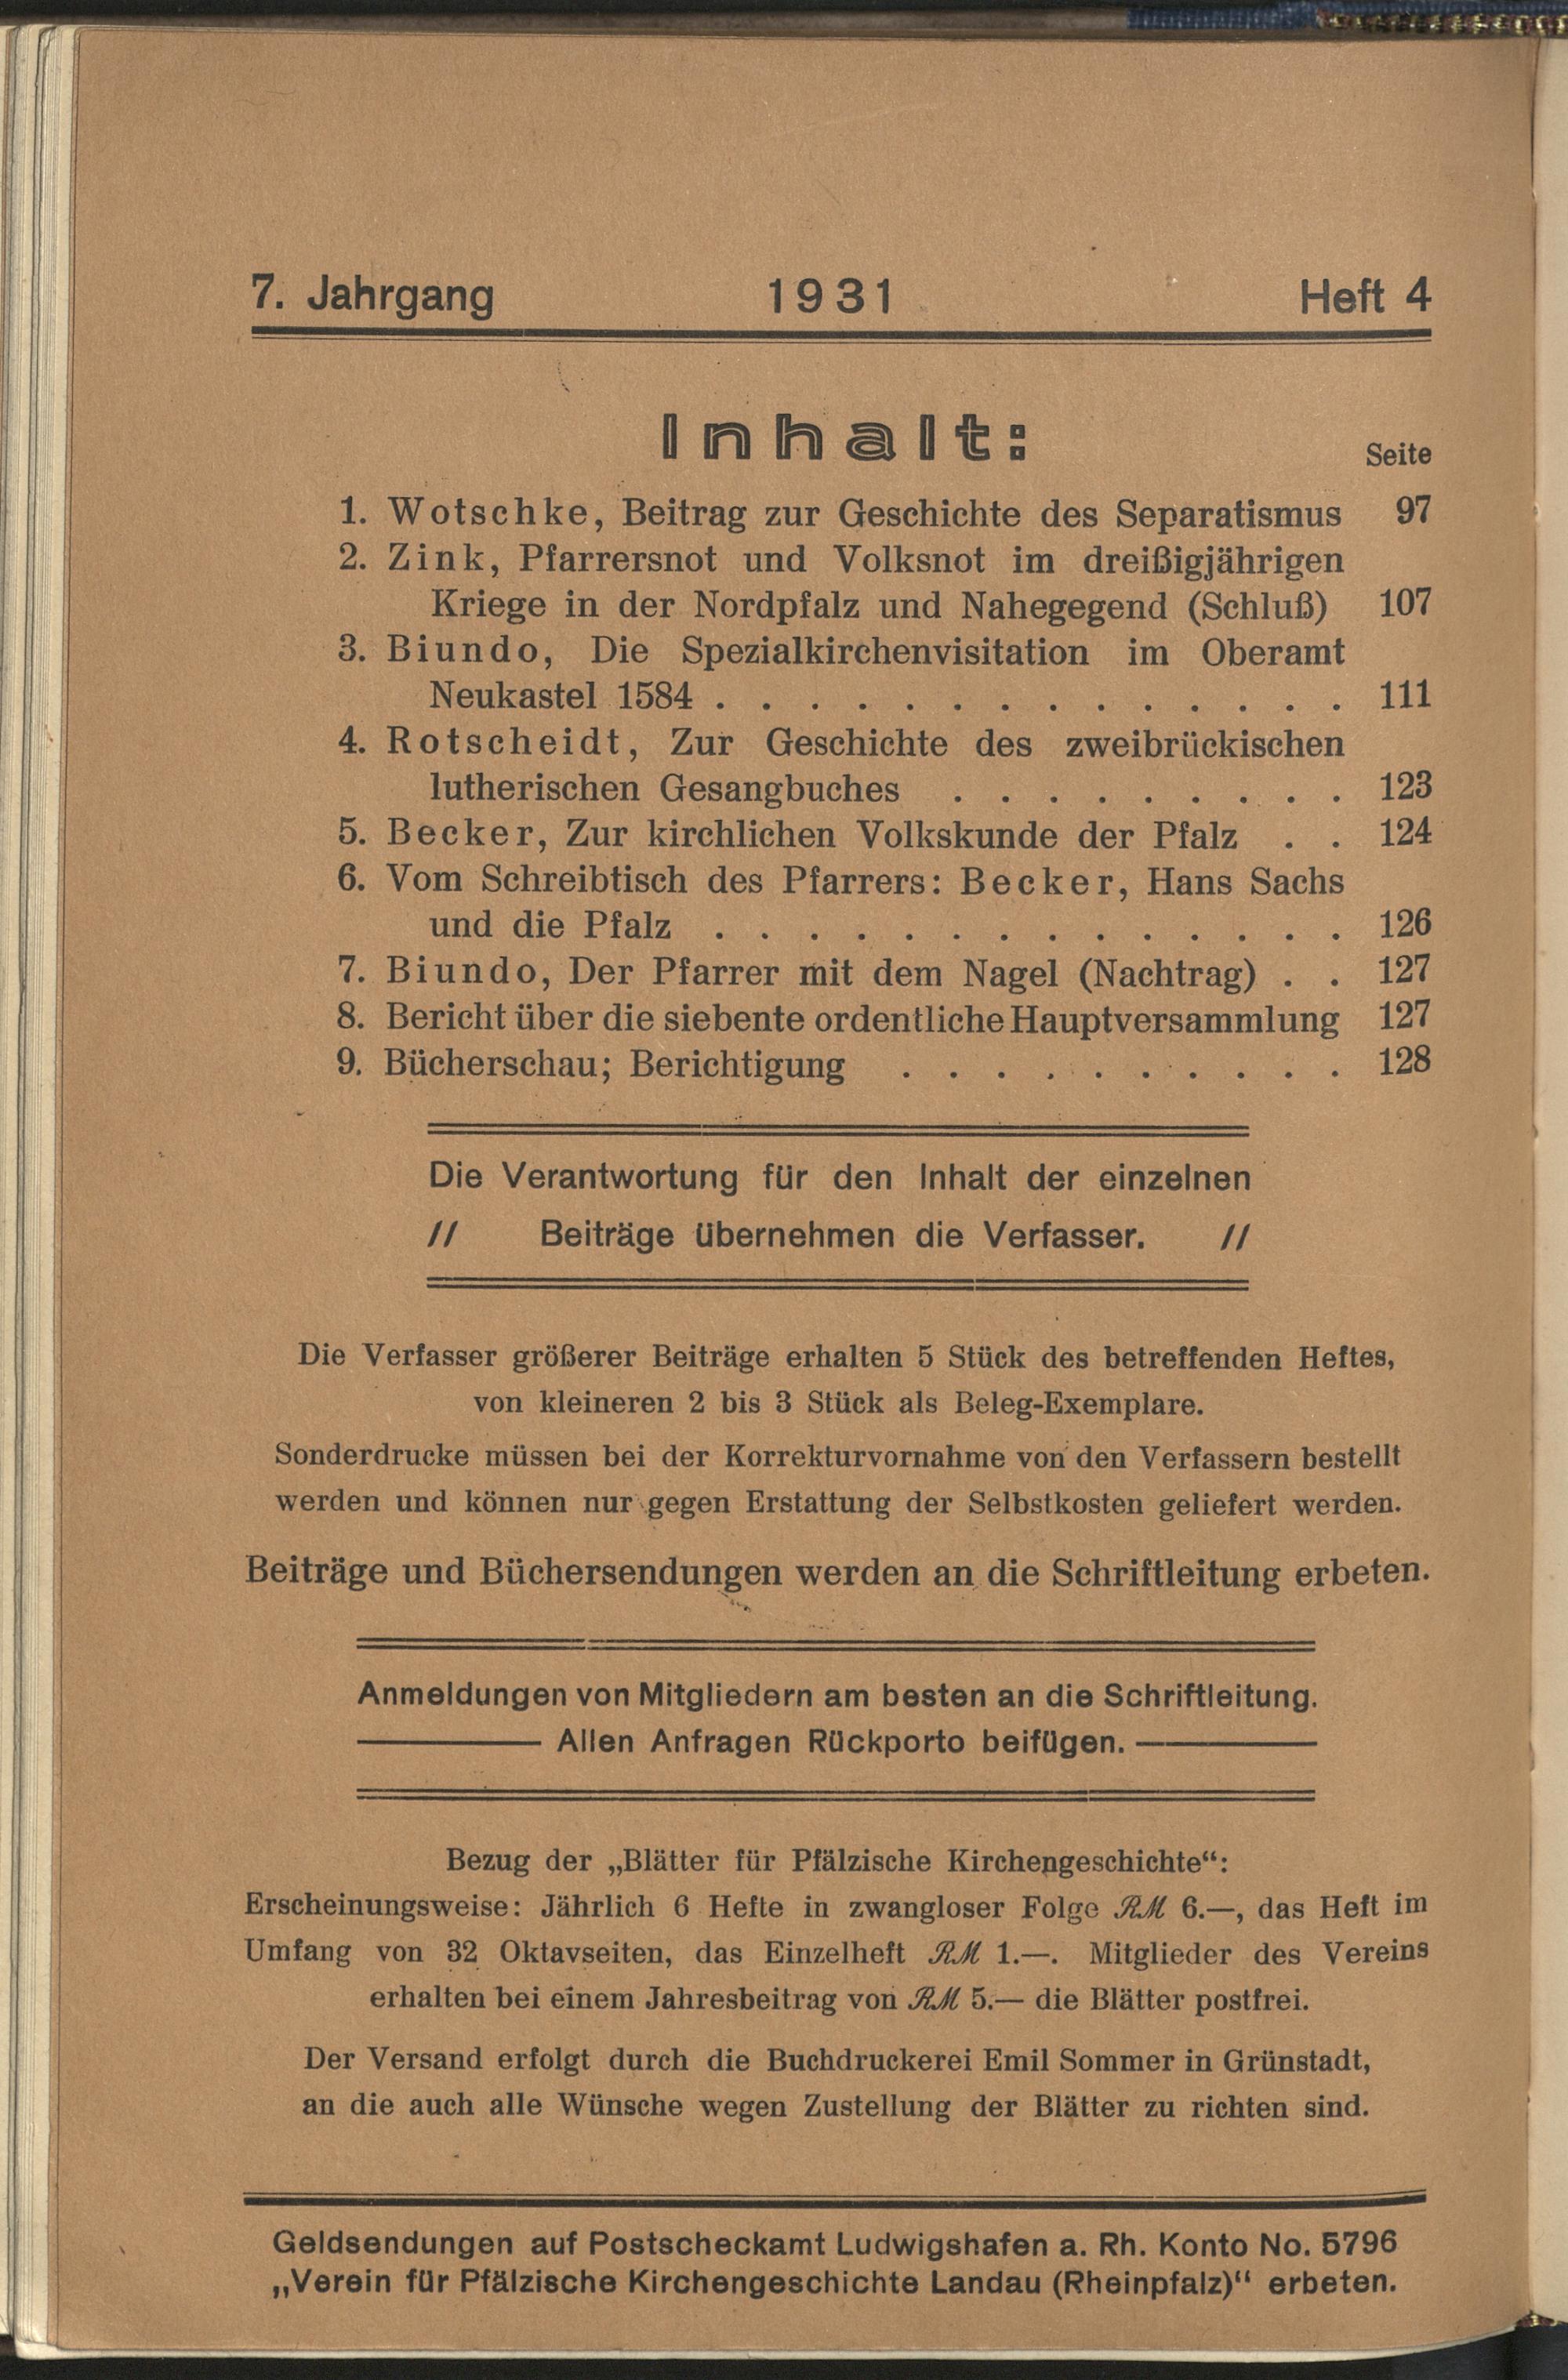 7. Jahrgang 1931 Heft 4
Inhalt:
Seite
1. Wotschke, Beitrag zur Geschichte des Separatismus 97
2. Zink, Pfarrersnot und Volksnot im dreißigjährigen
Kriege in der Nordpfalz und Nahegegend (Schluß) 107
3. Biundo, Die Spezialkirchenvisitation im Oberamt
Neukastel 1584 . . . . . . . . . . . . . . 111
4. Rotscheidt, Zur Geschichte des zweibrückischen
lutherischen Gesangbuches . . . . . . . . . 123
5. Becker, Zur kirchlichen Volkskunde der Pfalz . . 124
6. Vom Schreibtisch des Pfarrers: Becker, Hans Sachs
und die Pfalz . . . . . . . . . . . . . . 126
7. Biundo, Der Pfarrer mit dem Nagel (Nachtrag) . . 127
8. Bericht über die siebente ordentliche Hauptversammlung 127
9. Bücherschau; Berichtigung . . . . . . . . . . 128
Die Verantwortung für den Inhalt der einzelnen
// Beiträge übernehmen die Verfasser. //
Die Verfasser größerer Beiträge erhalten 5 Stück des betreffenden Heftes,
von kleineren 2 bis 3 Stück als Beleg-Exemplare.
Sonderdrucke müssen bei der Korrekturvornahme von den Verfassern bestellt
werden und können nur gegen Erstattung der Selbstkosten geliefert werden.
Beiträge und Büchersendungen werden an die Schriftleitung erbeten.
Anmeldungen von Mitgliedern am besten an die Schriftleitung.
Allen Anfragen Rückporto beifügen.
Bezug der „Blätter für Pfälzische Kirchengeschichte“:
Erscheinungsweise: Jährlich 6 Hefte in zwangloser Folge RM 6.—, das Heft im
Umfang von 32 Oktavseiten, das Einzelheft RM 1.—. Mitglieder des Vereins
erhalten bei einem Jahresbeitrag von RM 5.— die Blätter postfrei.
Der Versand erfolgt durch die Buchdruckerei Emil Sommer in Grünstadt,
an die auch alle Wünsche wegen Zustellung der Blätter zu richten sind.
Geldsendungen auf Postscheckamt Ludwigshafen a. Rh. Konto No. 5796
„Verein für Pfälzische Kirchengeschichte Landau (Rheinpfalz)“ erbeten.